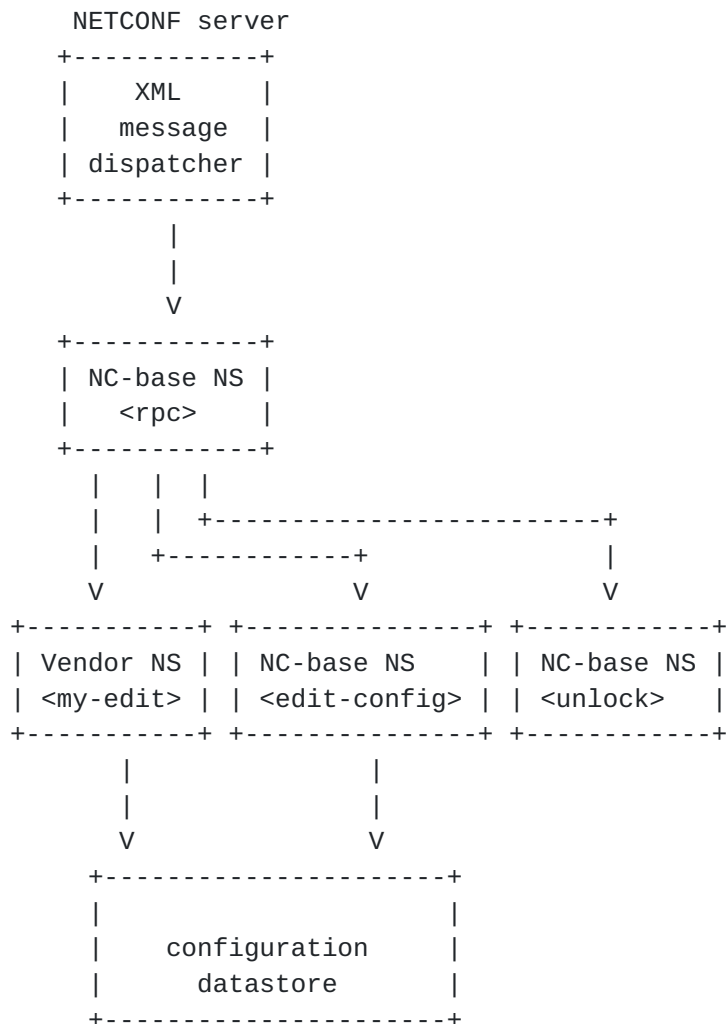 NETCONF server
XML
message
dispatcher
NC-base NS
<rpc>
Vendor NS NC-base NS NC-base NS
<my-edit> <edit-config> <unlock>
configuration
datastore